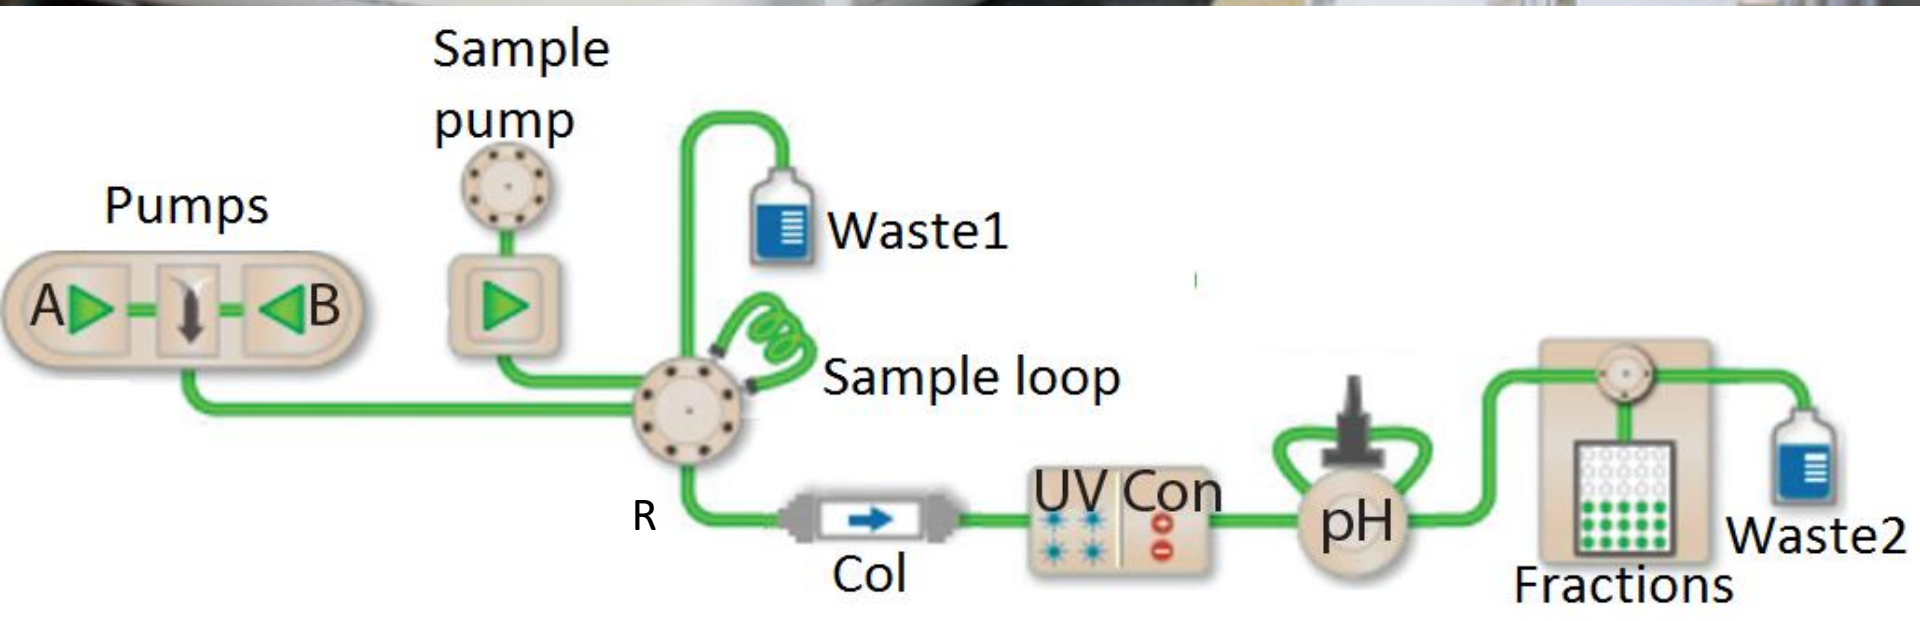 Sample
pump
Pumps
Waste1
A
B
Sample loop
UV Con
R
pH
Col
Waste2
Fractions